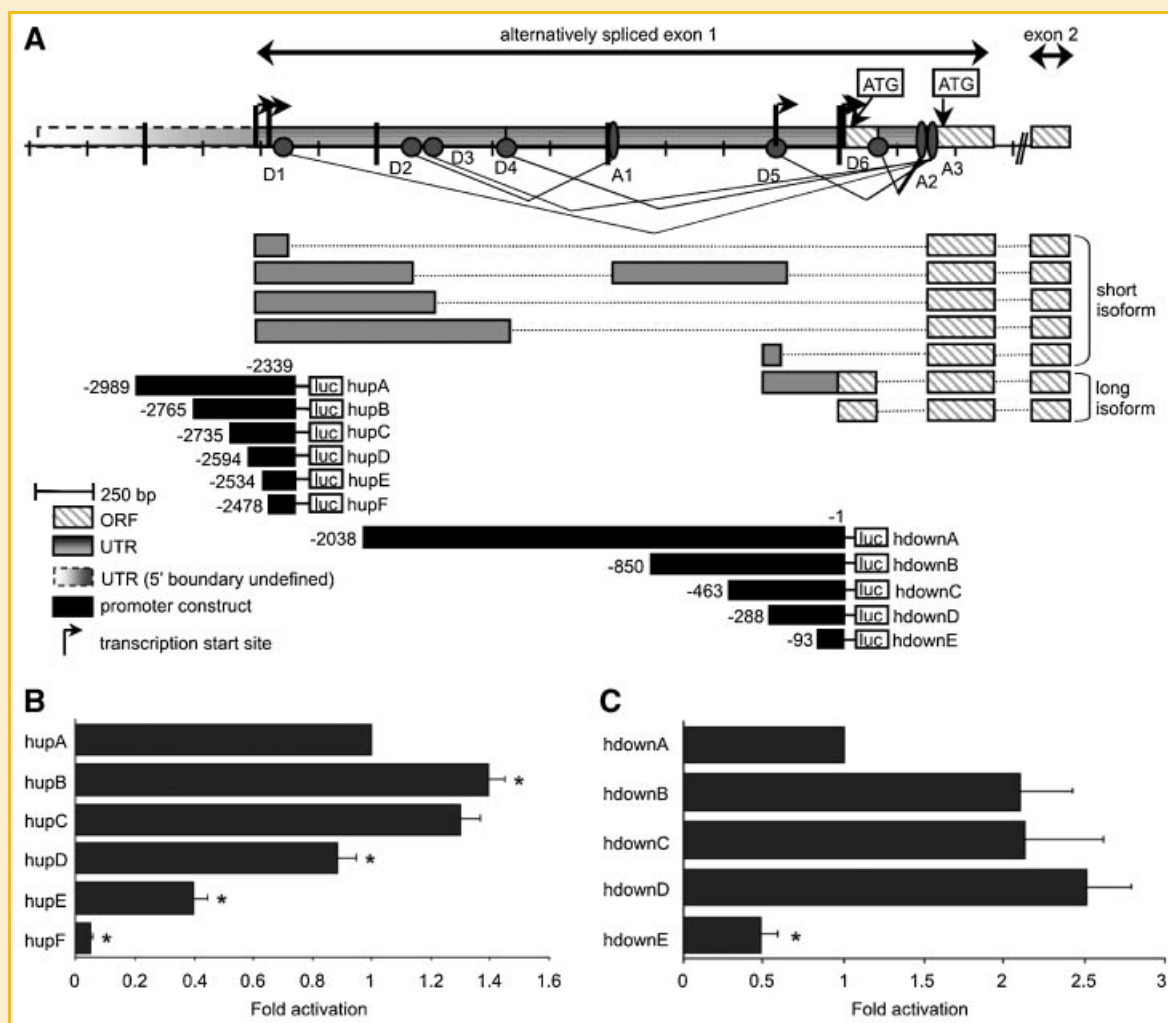 A
alternatively spliced exon 1
exon 2
ATG
ATG
D1
D2
D3
D4
A1
D5
D6
A2
A3
short
isoform
long
isoform
-2339
-2989
luc
hupA
-2765
luc
hupB
-2735
luc
hupC
-2594
luc
hupD
-2534
luc
hupE
-2478
luc
hupF
250 bp
ORF
UTR
UTR (5' boundary undefined)
promoter construct
transcription start site
-1
-2038
luc
hdownA
-850
luc
hdownB
-463
luc
hdownC
-288
luc
hdownD
-93
luc
hdownE
B
hupA
hupB
*
hupC
hupD
*
hupE
*
hupF
*
0 0.2 0.4 0.6 0.8 1 1.2 1.4 1.6
Fold activation
C
hdownA
hdownB
hdownC
hdownD
hdownE
*
0 0.5 1 1.5 2 2.5 3
Fold activation